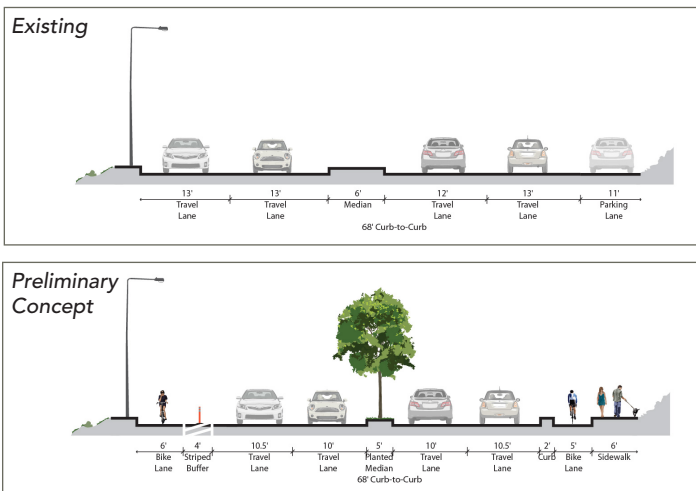 Existing
13' 13' 6' 12' 13' 11'
Travel Travel Median Travel Travel Parking
Lane Lane Lane Lane Lane
68' Curb-to-Curb
Preliminary
Concept
6' 4' 10.5' 10' 5' 10' 10.5' 2' 5' 6'
Bike Striped Travel Travel Planted Travel Travel Curb Bike Sidewalk
Lane Buffer Lane Lane Median Lane Lane Lane
68' Curb-to-Curb